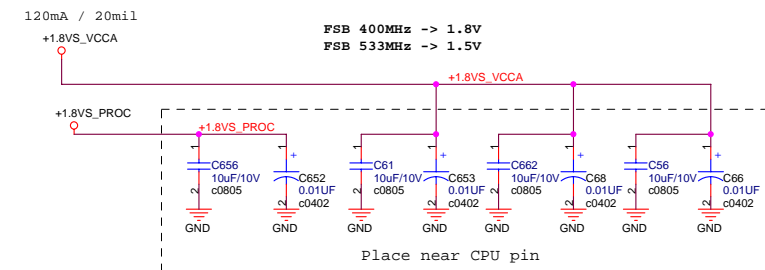 120mA / 20mil
+1.8VS_VCCA
FSB 400MHz -> 1.8V
FSB 533MHz -> 1.5V
+1.8VS_VCCA
+1.8VS_PROC
+1.8VS_PROC
1
C656
10uF/10V
c0805
2
GND
1
+
C652
0.01UF
c0402
2
GND
1
C61
10uF/10V
c0805
2
GND
1
+
C653
0.01UF
c0402
2
GND
1
C662
10uF/10V
c0805
2
GND
1
+
C68
0.01UF
c0402
2
GND
1
C56
10uF/10V
c0805
2
GND
1
+
C66
0.01UF
c0402
2
GND
Place near CPU pin